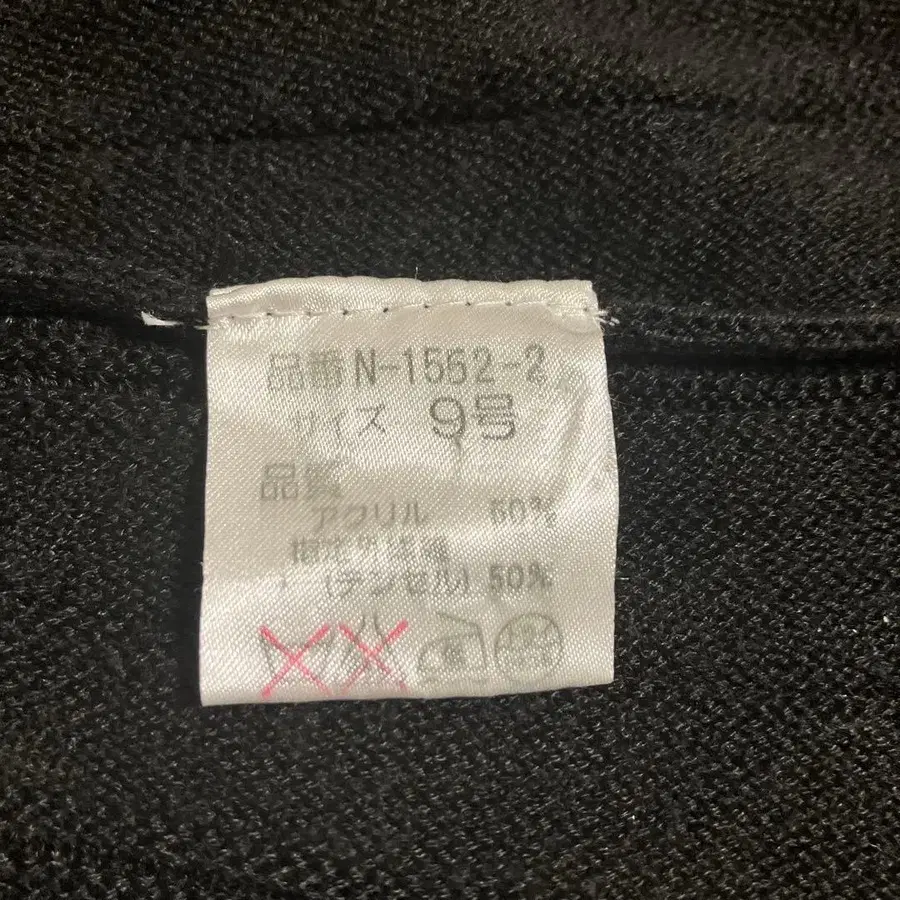 品番 N-1552-2
サイズ 9号
品質
アクリル 50%
指定外繊維
(テンセル) 50%